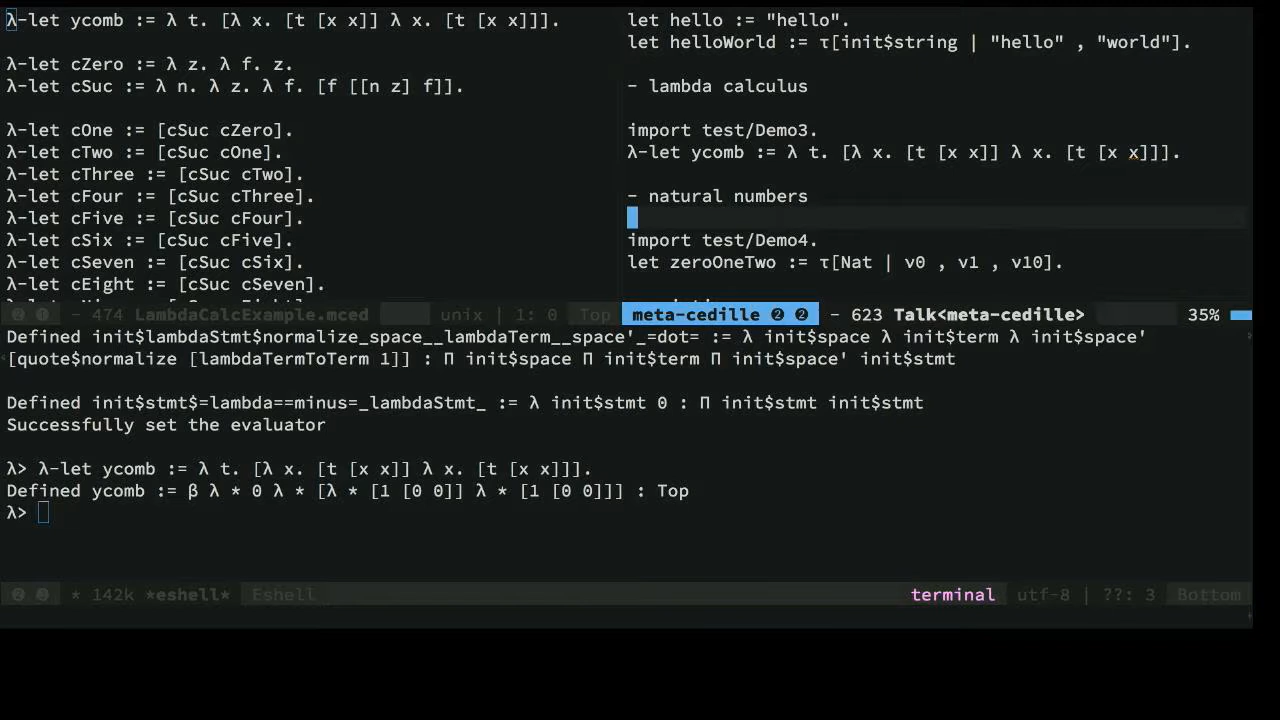 λ-let ycomb := λ t. [λ x. [t [x x]] λ x. [t [x x]]].
λ-let cZero := λ z. λ f. z.
λ-let cSuc := λ n. λ z. λ f. [f [[n z] f]].
λ-let cOne := [cSuc cZero].
λ-let cTwo := [cSuc cOne].
λ-let cThree := [cSuc cTwo].
λ-let cFour := [cSuc cThree].
λ-let cFive := [cSuc cFour].
λ-let cSix := [cSuc cFive].
λ-let cSeven := [cSuc cSix].
λ-let cEight := [cSuc cSeven].
- 474 LambdaCalcExample.mced unix | 1: 0 Top
let hello := "hello".
let helloWorld := τ[init$string | "hello" , "world"].
- lambda calculus
import test/Demo3.
λ-let ycomb := λ t. [λ x. [t [x x]] λ x. [t [x x]]].
- natural numbers
import test/Demo4.
let zeroOneTwo := τ[Nat | ν0 , ν1 , ν10].
meta-cedille ❷ ❷ - 623 Talk<meta-cedille> 35%
Defined init$lambdaStmt$normalize_space__lambdaTerm__space'_=dot= := λ init$space λ init$term λ init$space'
[quote$normalize [lambdaTermToTerm 1]] : Π init$space Π init$term Π init$space' init$stmt
Defined init$stmt$=lambda==minus=_lambdaStmt_ := λ init$stmt 0 : Π init$stmt init$stmt
Successfully set the evaluator
λ> λ-let ycomb := λ t. [λ x. [t [x x]] λ x. [t [x x]]].
Defined ycomb := β λ * 0 λ * [λ * [1 [0 0]] λ * [1 [0 0]]] : Top
λ>
* 142k *eshell* Eshell terminal utf-8 | ??: 3 Bottom